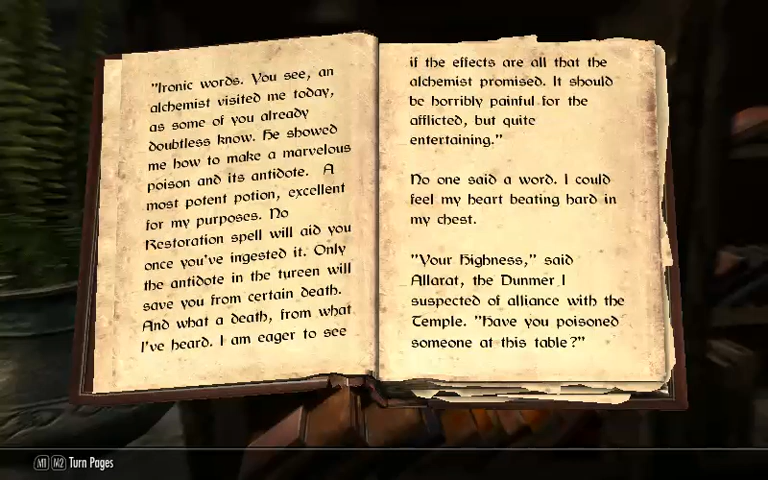 "Ironic words. You see, an
alchemist visited me today,
as some of you already
doubtless know. He showed
me how to make a marvelous
poison and its antidote. A
most potent potion, excellent
for my purposes. No
Restoration spell will aid you
once you've ingested it. Only
the antidote in the tureen will
save you from certain death.
And what a death, from what
I've heard. I am eager to see
if the effects are all that the
alchemist promised. It should
be horribly painful for the
afflicted, but quite
entertaining."
No one said a word. I could
feel my heart beating hard in
my chest.
"Your Highness," said
Allarat, the Dunmer I
suspected of alliance with the
Temple. "Have you poisoned
someone at this table?"
M1 M2 Turn Pages